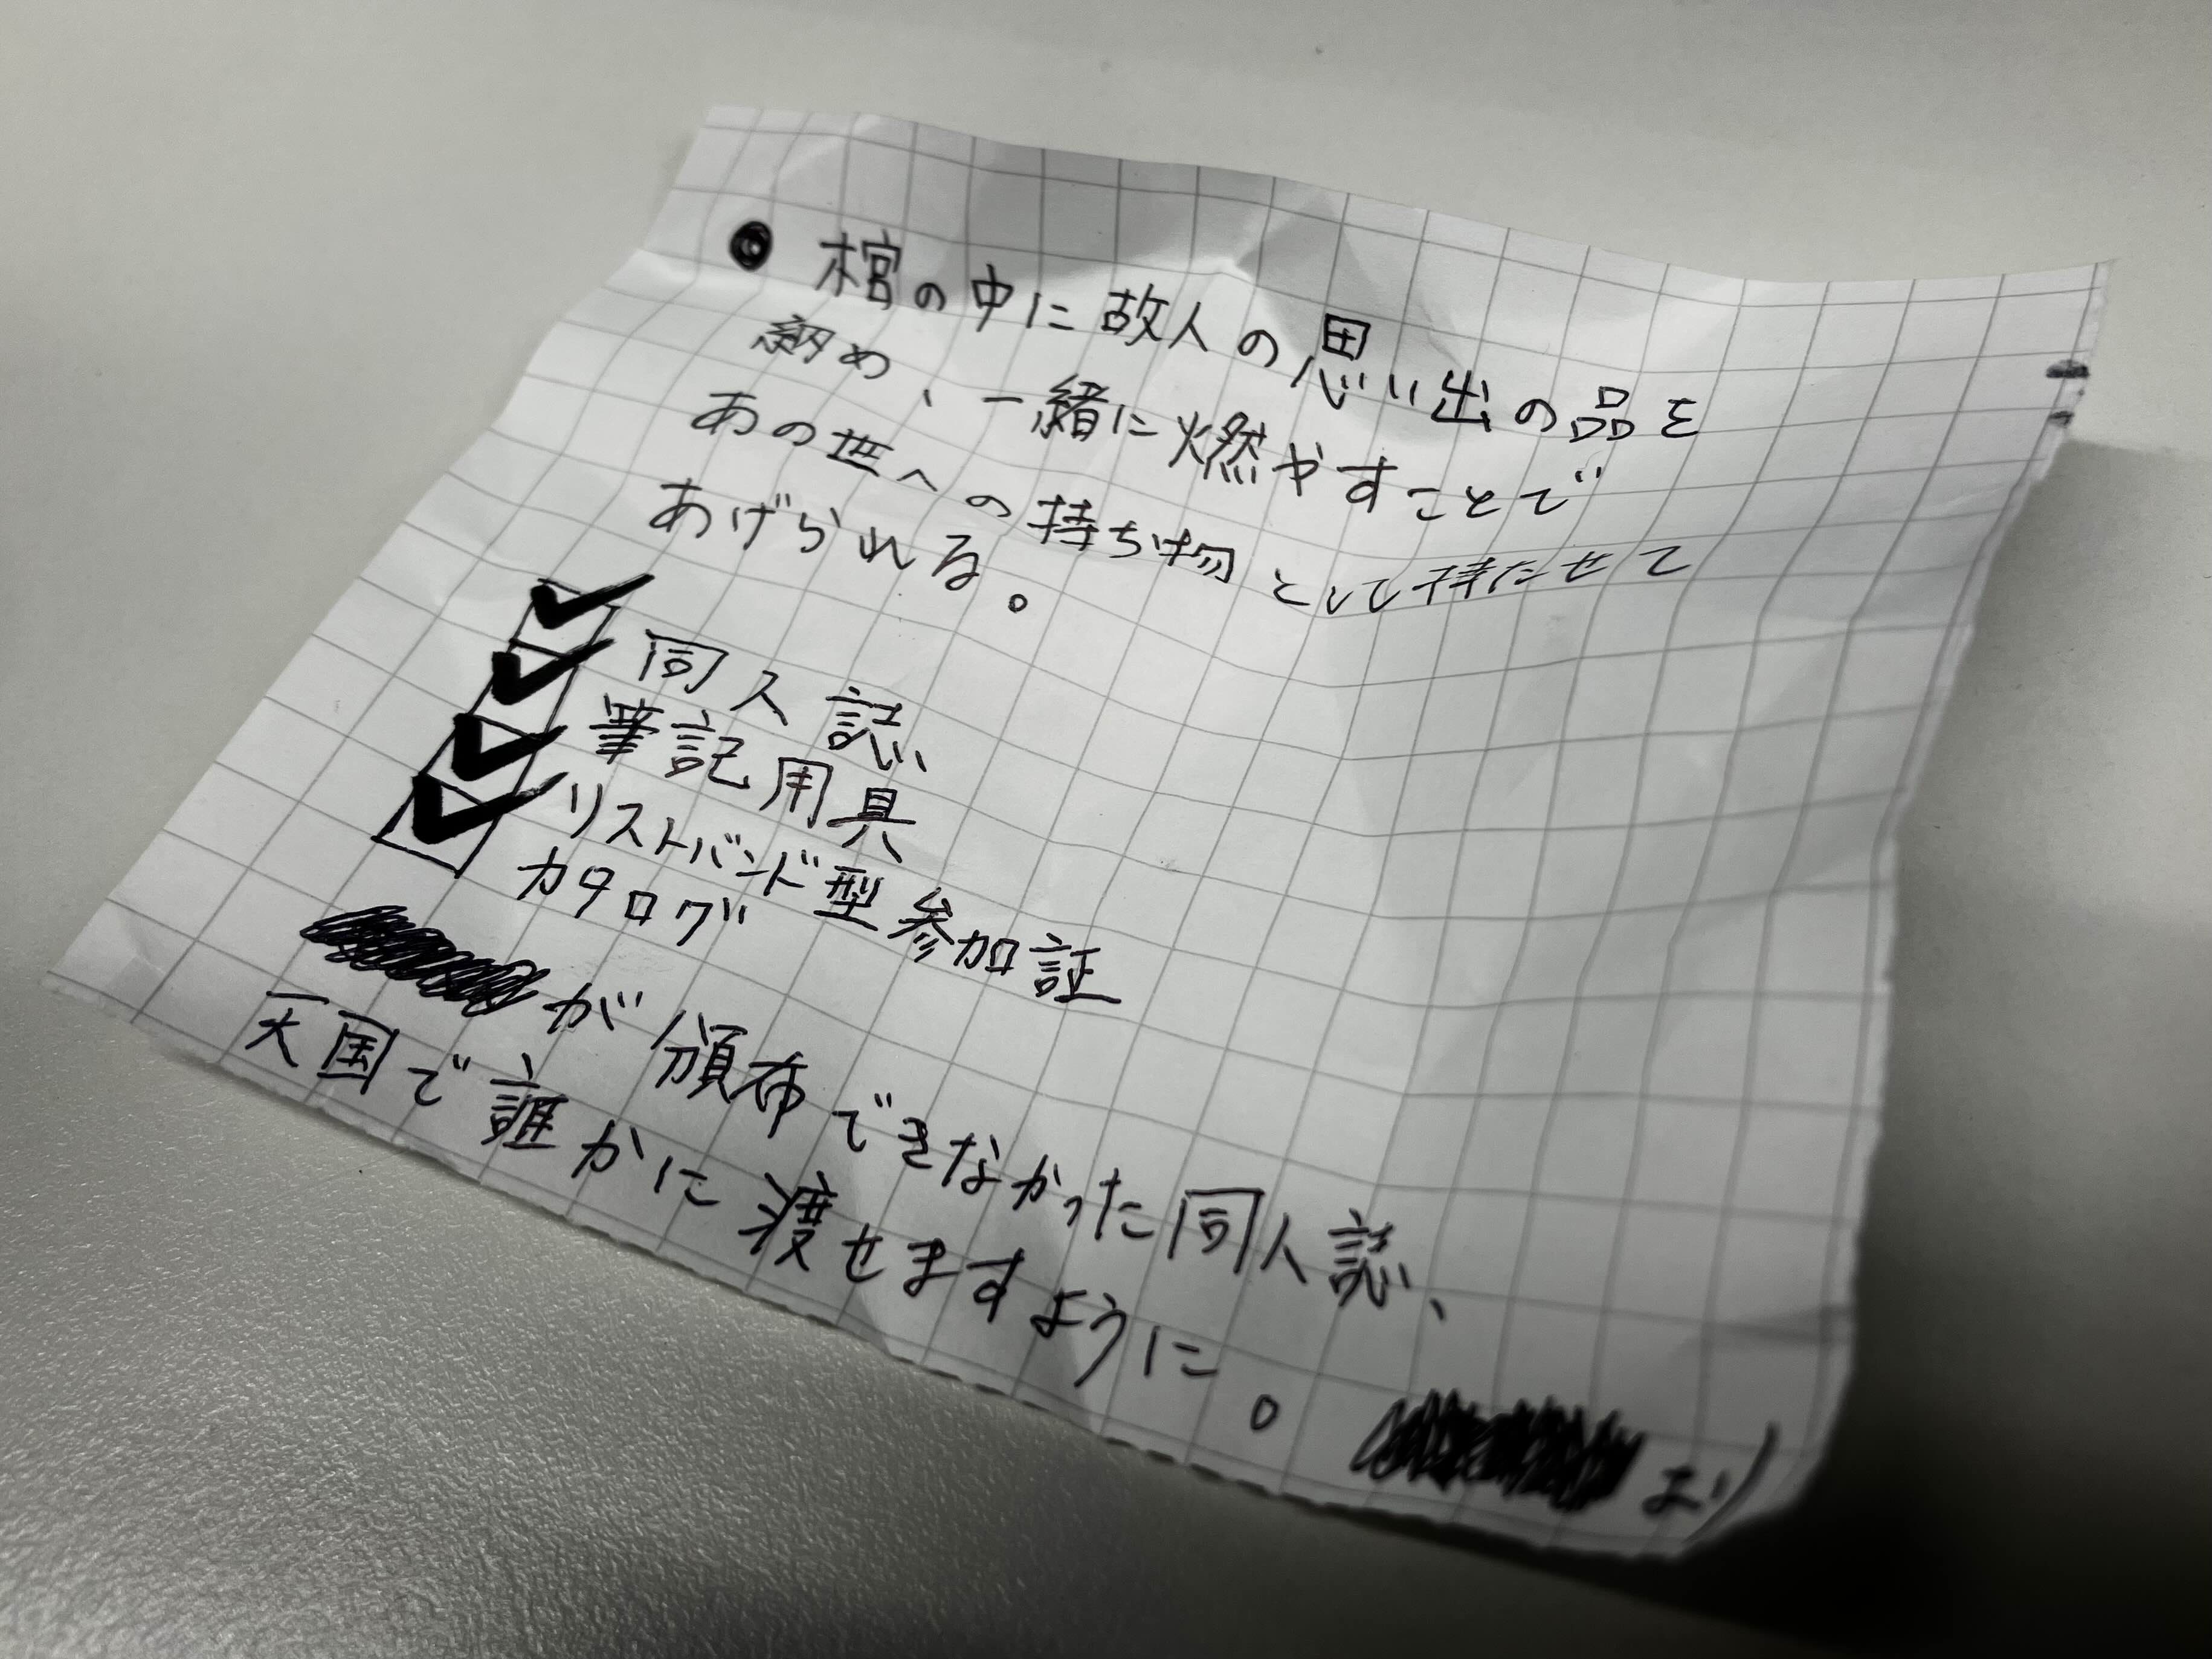 ● 棺の中に故人の思い出の品を
納め、一緒に燃やすことで
あの世への持ち物として持たせて
あげられる。
同人誌
筆記用具
リストバンド型参加証
カタログ
が頒布できなかった同人誌、
天国で誰かに渡せますように。
より